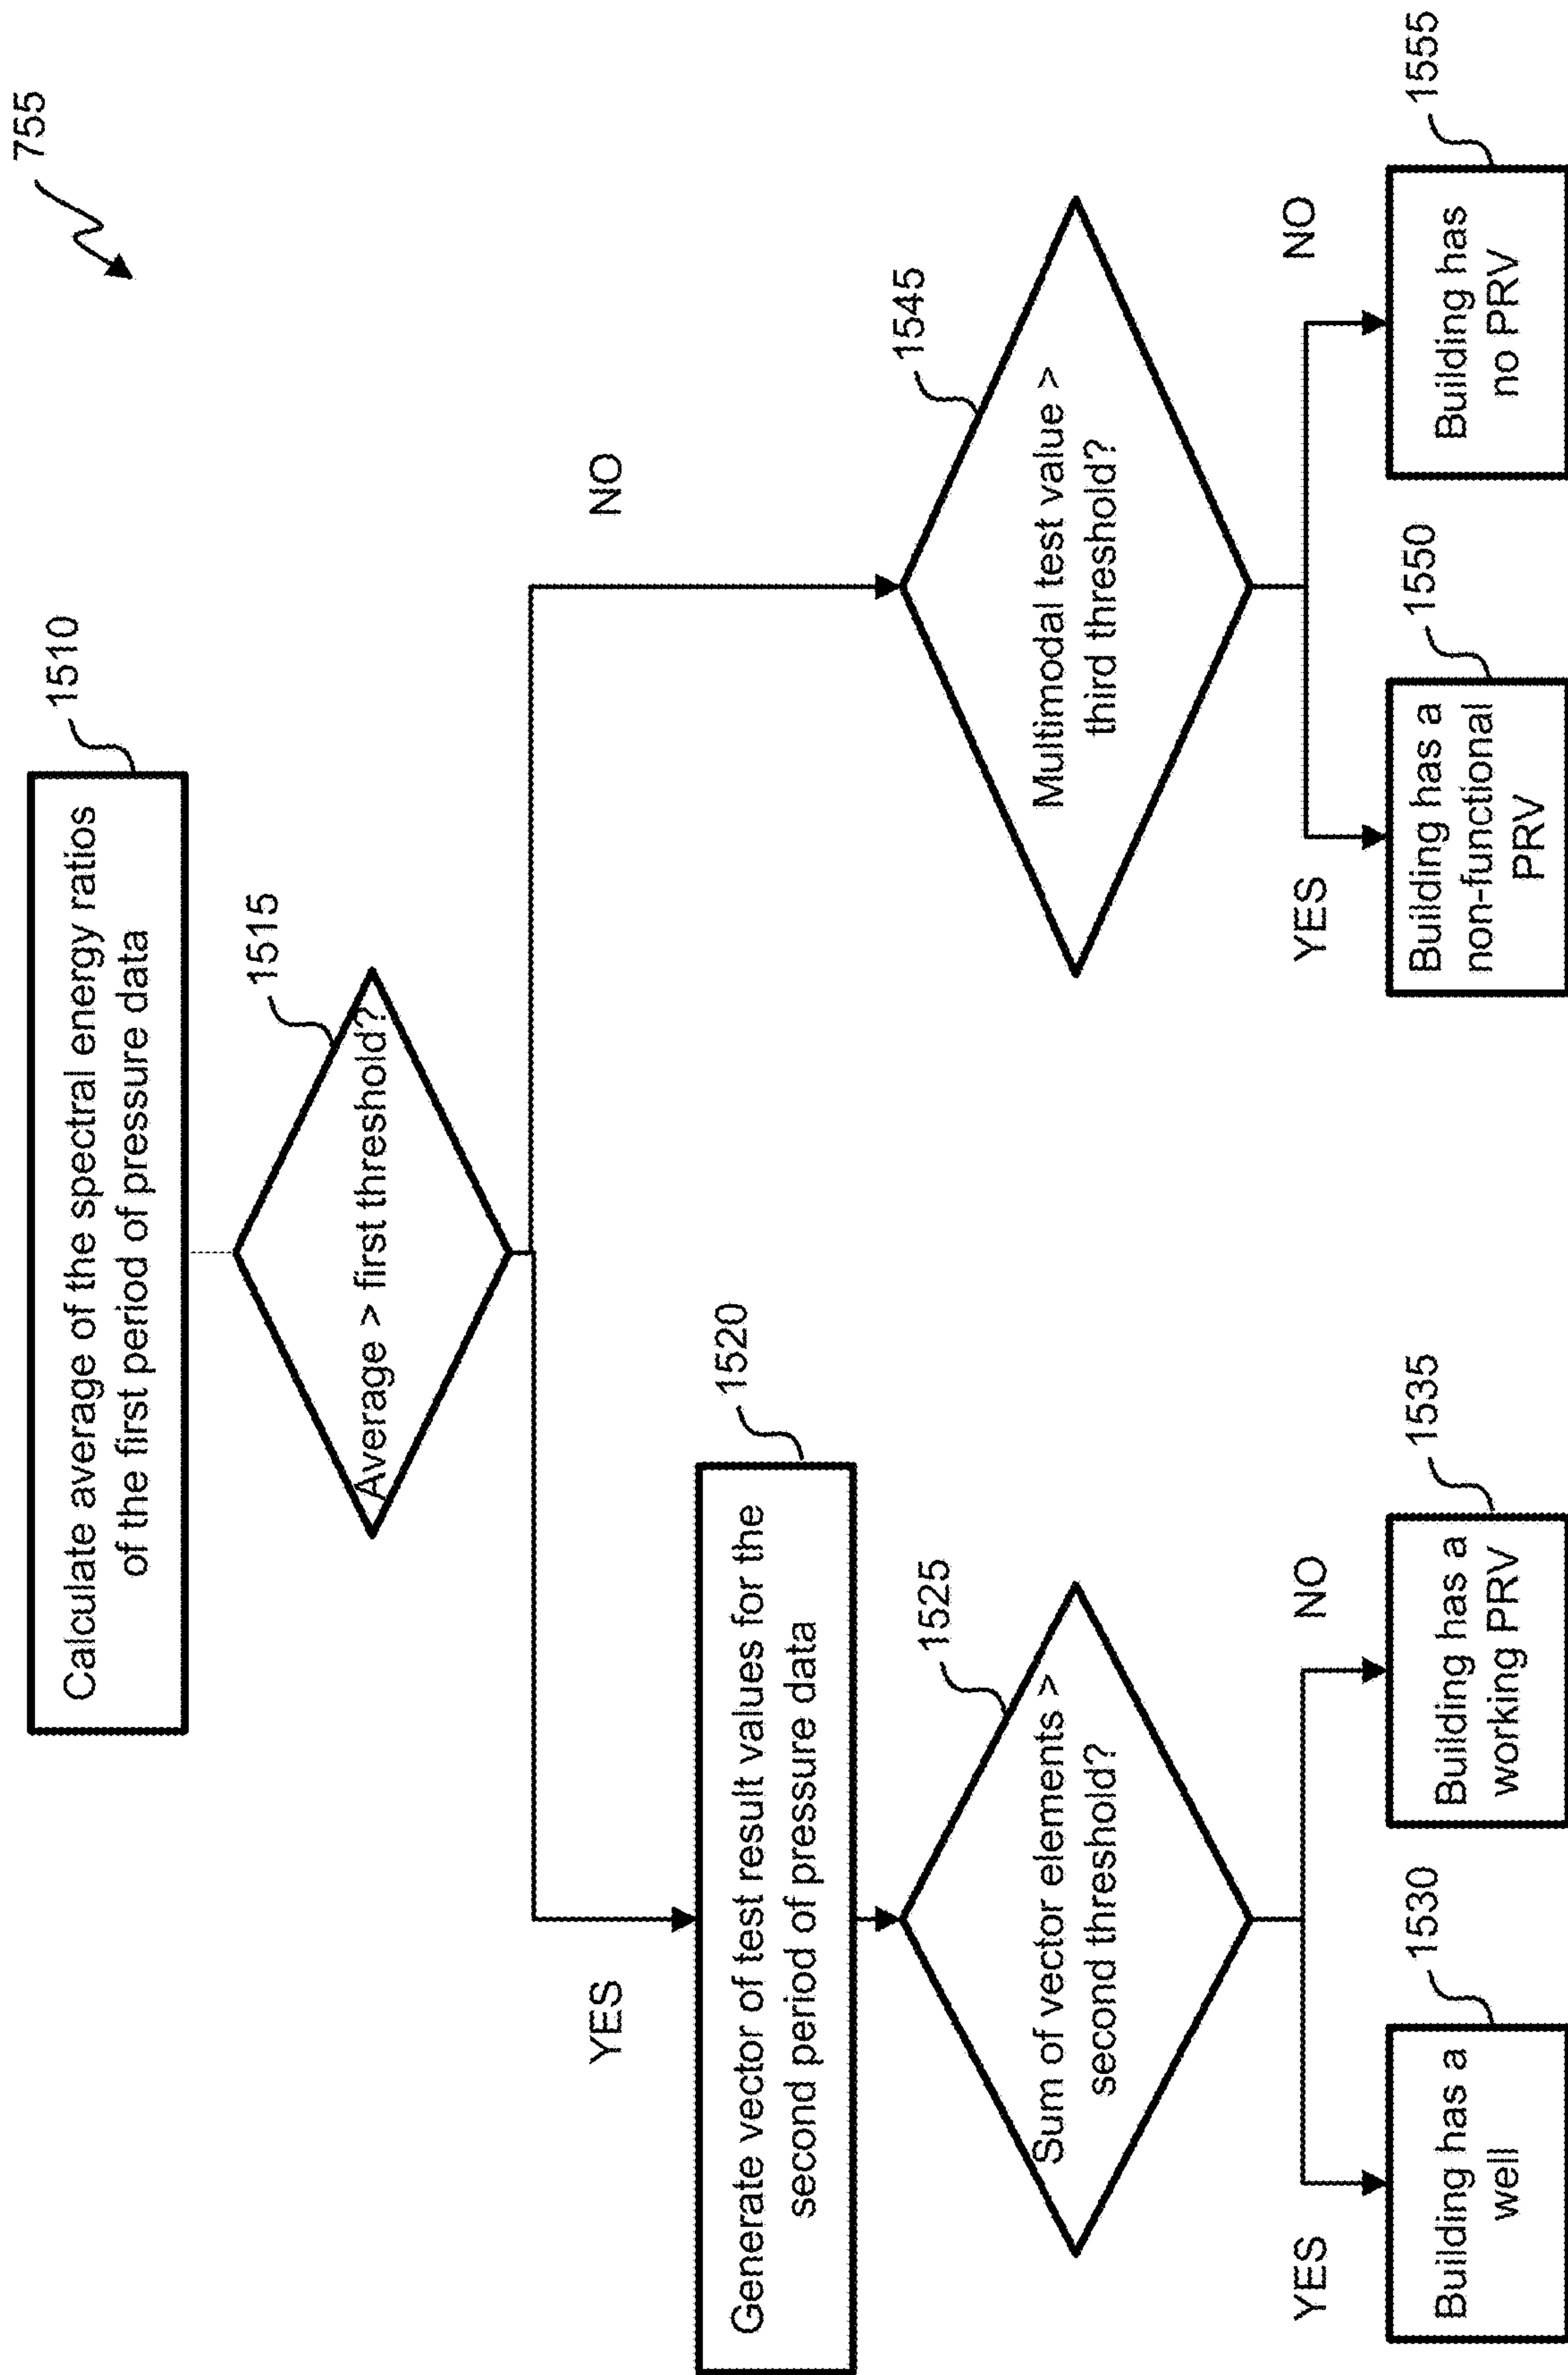 755
Calculate average of the spectral energy ratios
of the first period of pressure data
1510
Average > first threshold?
1515
YES
NO
Generate vector of test result values for the
second period of pressure data
1520
Sum of vector elements >
second threshold?
1525
Multimodal test value >
third threshold?
1545
YES
NO
YES
NO
Building has a
well
1530
Building has a
working PRV
1535
Building has a
non-functional
PRV
1550
Building has
no PRV
1555